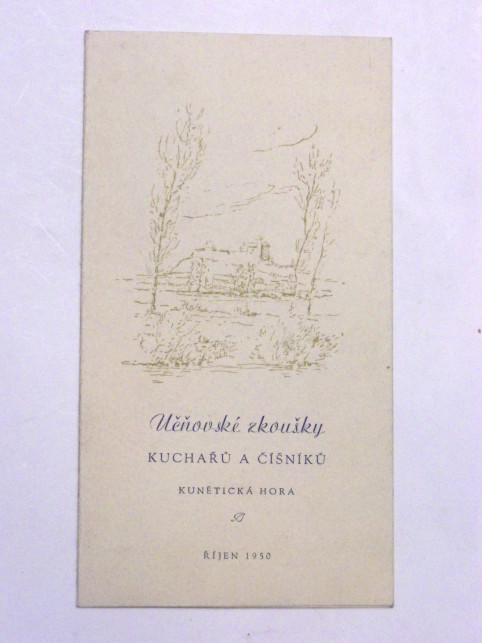 Učňovské zkoušky
KUCHAŘŮ A ČÍŠNÍKŮ
KUNĚTICKÁ HORA
ŘÍJEN 1950